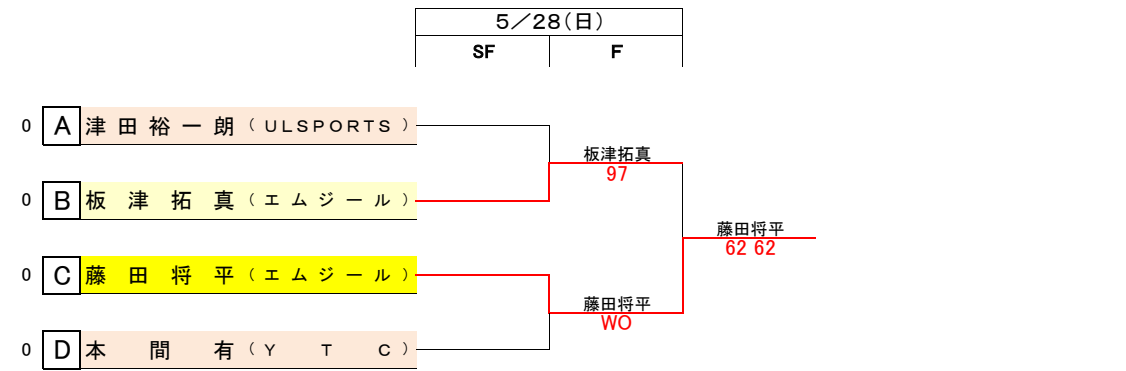 5／28（日）
SF F
0 A 津田裕一朗（ULSPORTS）
板津拓真
97
0 B 板津拓真（エムジール）
藤田将平
62 62
0 C 藤田将平（エムジール）
藤田将平
WO
0 D 本間有（YTC）